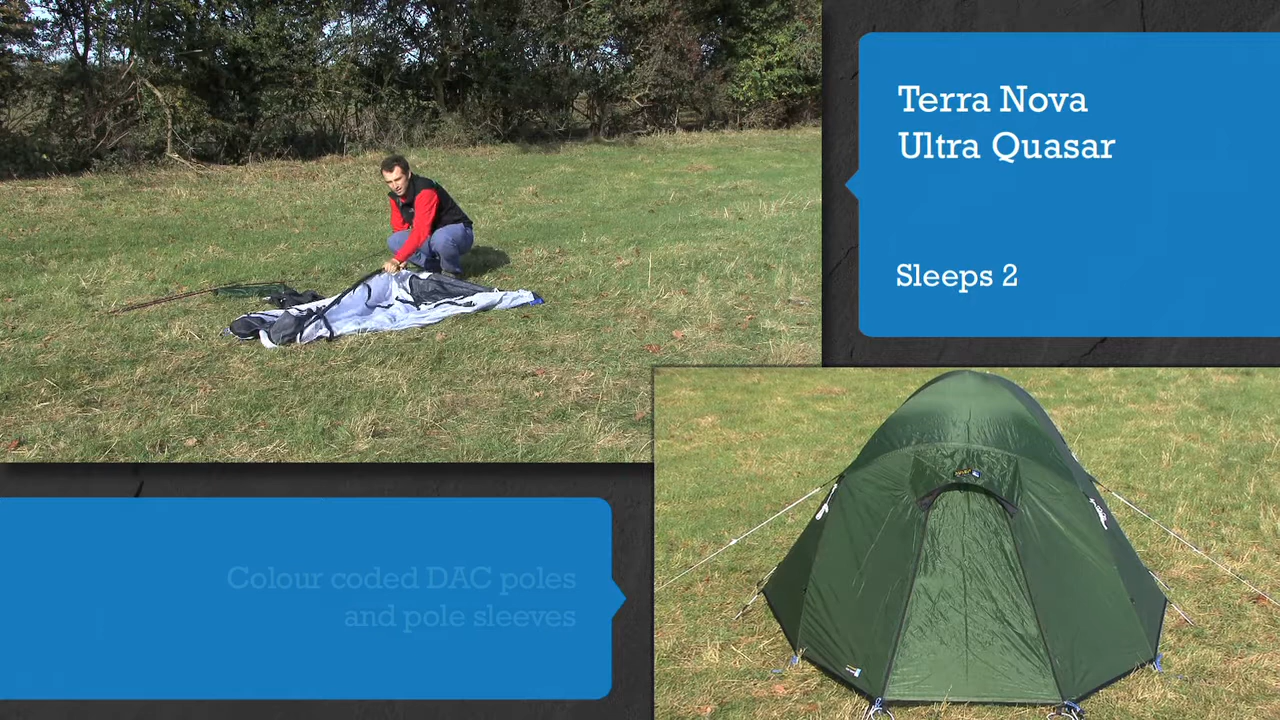 Terra Nova
Ultra Quasar
Sleeps 2
Colour coded DAC poles
and pole sleeves